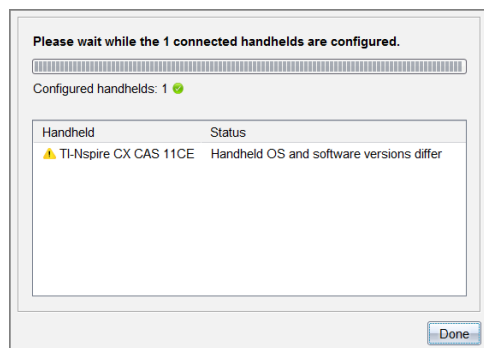 Please wait while the 1 connected handhelds are configured.
Configured handhelds: 1
Handheld Status
TI-Nspire CX CAS 11CE Handheld OS and software versions differ
Done